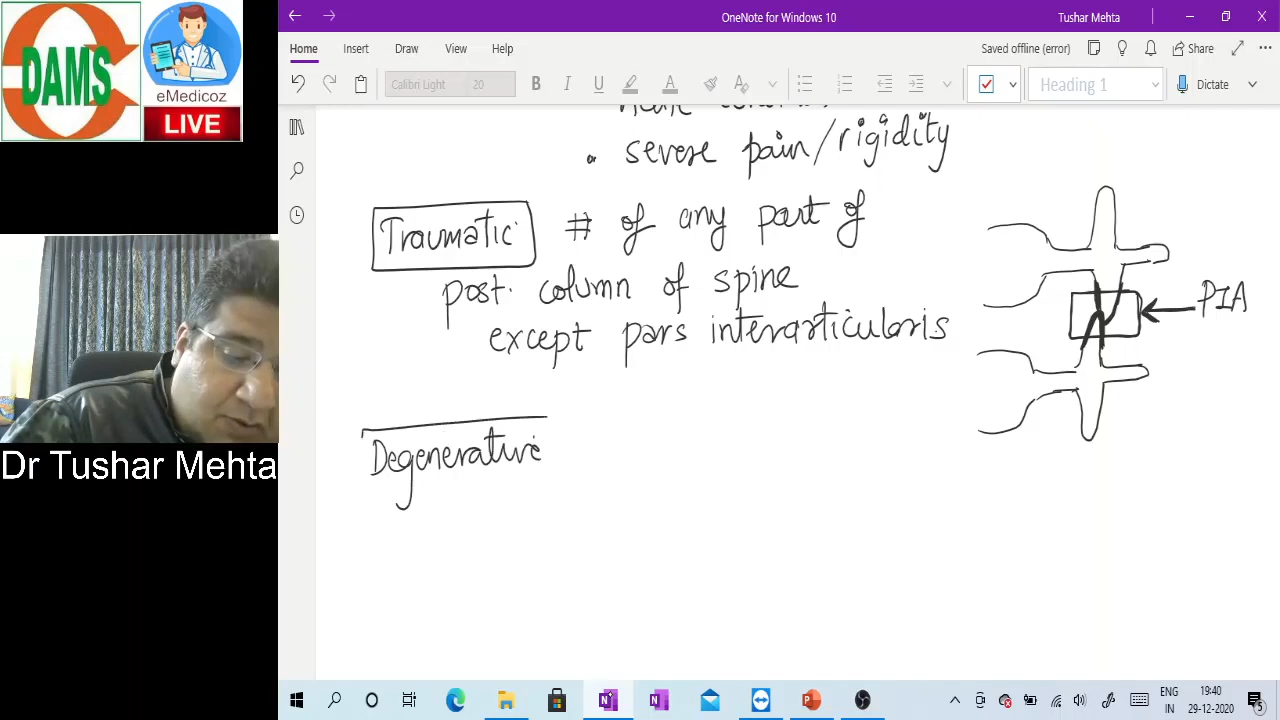 DAMS
eMedicoz
LIVE
Dr Tushar Mehta
OneNote for Windows 10
Tushar Mehta
Home
Insert
Draw
View
Help
Saved offline (error)
Share
Calibri Light
20
B
I
U
A
Heading 1
Dictate
severe pain/rigidity
Traumatic # of any part of
post. column of spine
except pars interarticularis
PIA
Degenerative
ENG
IN
19:40
29-12-2020
5